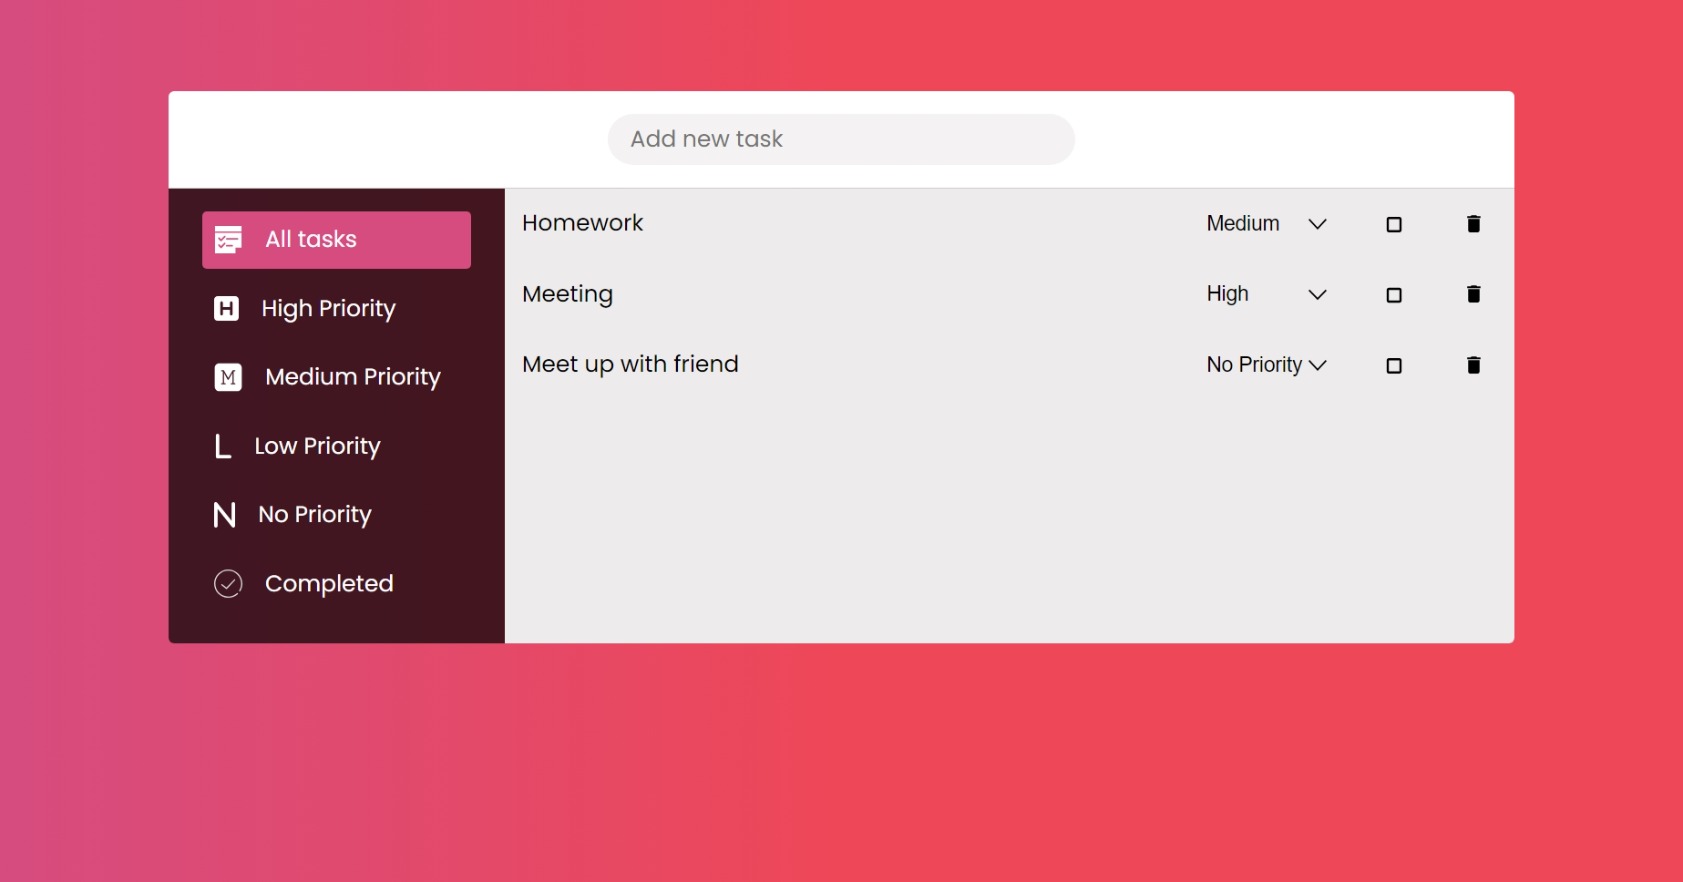 Add new task
All tasks
H High Priority
M Medium Priority
L Low Priority
N No Priority
Completed
Homework Medium
Meeting High
Meet up with friend No Priority